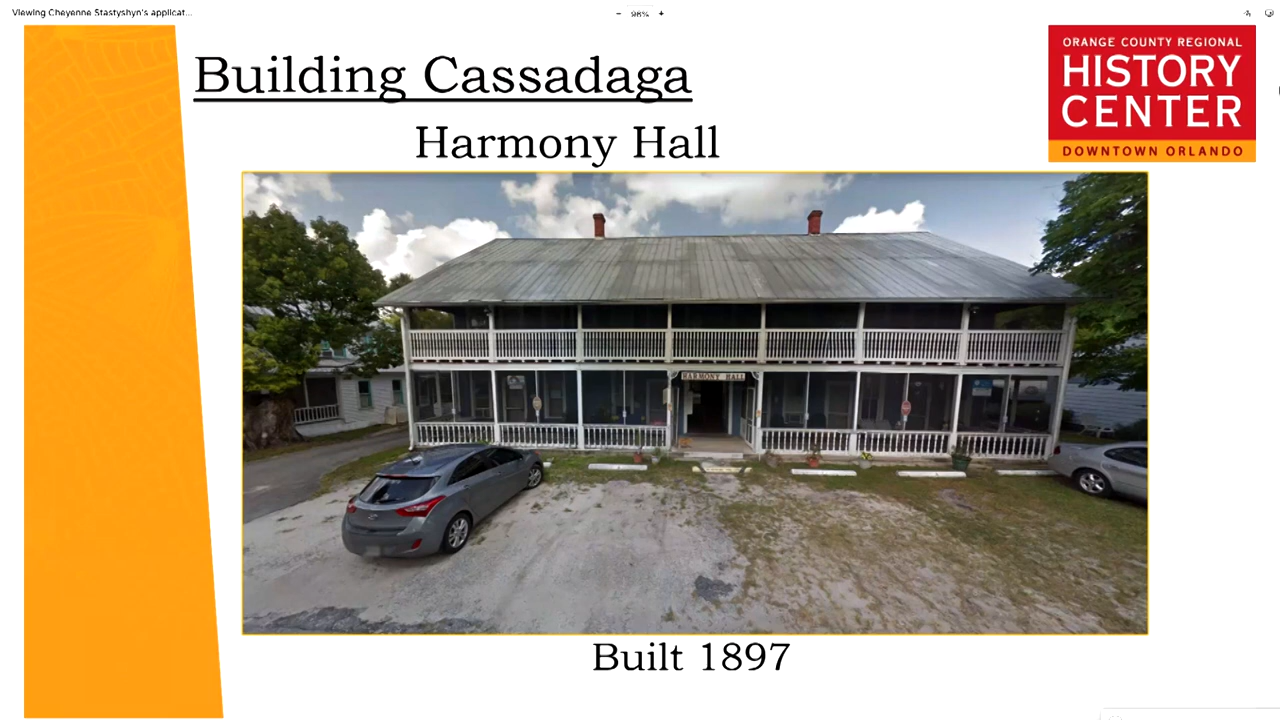 Viewing Cheyenne Stastyshyn's applicat...
− 98% +
Building Cassadaga
Harmony Hall
ORANGE COUNTY REGIONAL
HISTORY
CENTER
DOWNTOWN ORLANDO
HARMONY HALL
Built 1897